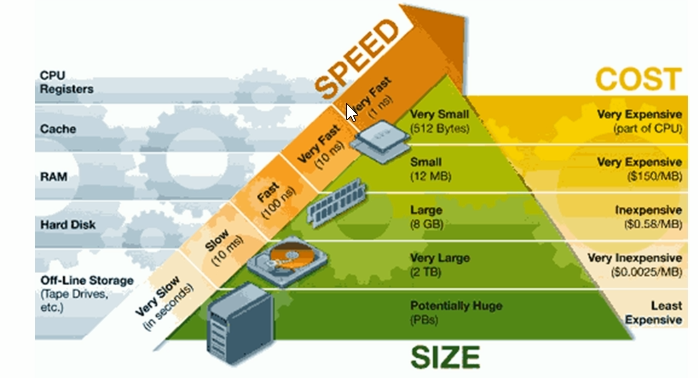 SPEED
COST
SIZE
CPU
Registers
Cache
RAM
Hard Disk
Off-Line Storage
(Tape Drives,
etc.)
Very Fast
(1 ns)
Very Fast
(10 ns)
Fast
(100 ns)
Slow
(10 ms)
Very Slow
(in seconds)
Very Small
(512 Bytes)
Small
(12 MB)
Large
(8 GB)
Very Large
(2 TB)
Potentially Huge
(PBs)
Very Expensive
(part of CPU)
Very Expensive
($150/MB)
Inexpensive
($0.58/MB)
Very Inexpensive
($0.0025/MB)
Least
Expensive